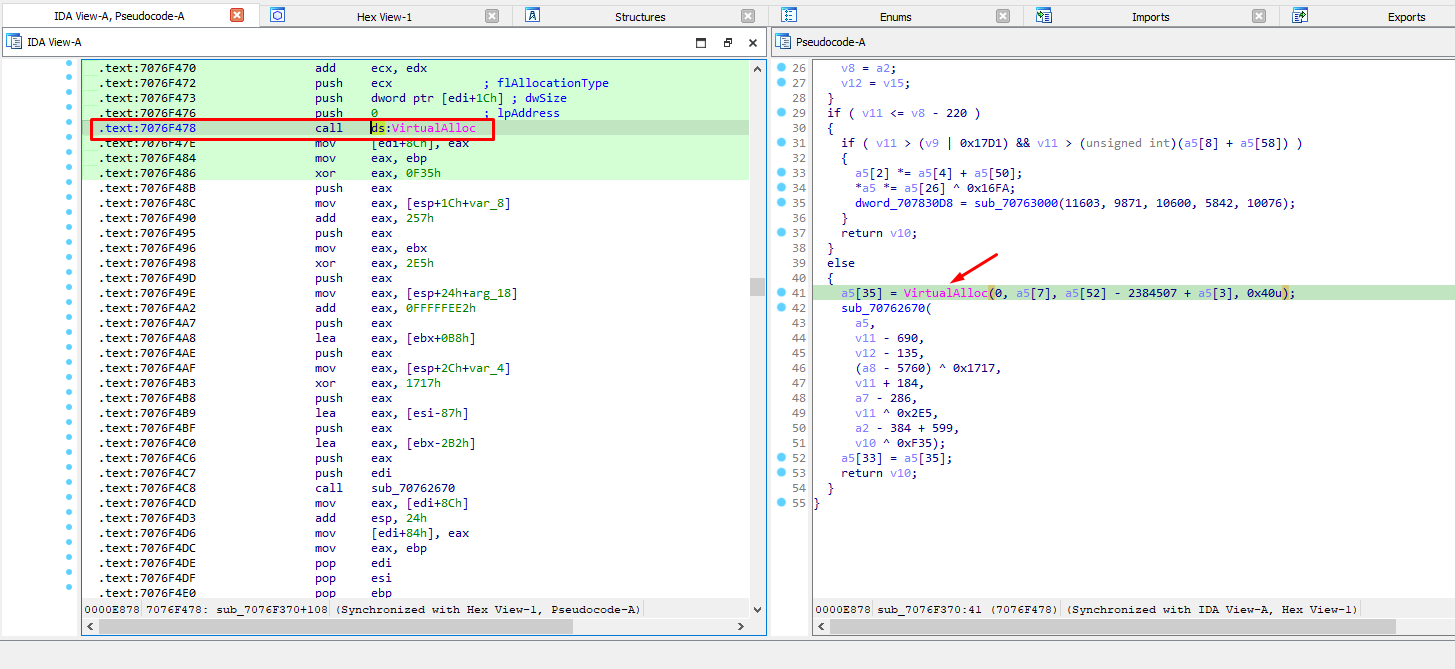 IDA View-A, Pseudocode-A
Hex View-1
Structures
Enums
Imports
Exports
IDA View-A
.text:7076F470 add ecx, edx
.text:7076F472 push ecx ; flAllocationType
.text:7076F473 push dword ptr [edi+1Ch] ; dwSize
.text:7076F476 push 0 ; lpAddress
.text:7076F478 call ds:VirtualAlloc
.text:7076F47E mov [edi+8Ch], eax
.text:7076F484 mov eax, ebp
.text:7076F486 xor eax, 0F35h
.text:7076F48B push eax
.text:7076F48C mov eax, [esp+1Ch+var_8]
.text:7076F490 add eax, 257h
.text:7076F495 push eax
.text:7076F496 mov eax, ebx
.text:7076F498 xor eax, 2E5h
.text:7076F49D push eax
.text:7076F49E mov eax, [esp+24h+arg_18]
.text:7076F4A2 add eax, 0FFFFFEE2h
.text:7076F4A7 push eax
.text:7076F4A8 lea eax, [ebx+0B8h]
.text:7076F4AE push eax
.text:7076F4AF mov eax, [esp+2Ch+var_4]
.text:7076F4B3 xor eax, 1717h
.text:7076F4B8 push eax
.text:7076F4B9 lea eax, [esi-87h]
.text:7076F4BF push eax
.text:7076F4C0 lea eax, [ebx-2B2h]
.text:7076F4C6 push eax
.text:7076F4C7 push edi
.text:7076F4C8 call sub_70762670
.text:7076F4CD mov eax, [edi+8Ch]
.text:7076F4D3 add esp, 24h
.text:7076F4D6 mov [edi+84h], eax
.text:7076F4DC mov eax, ebp
.text:7076F4DE pop edi
.text:7076F4DF pop esi
.text:7076F4E0 pop ebp
0000E878 7076F478: sub_7076F370+108 (Synchronized with Hex View-1, Pseudocode-A)
Pseudocode-A
26 v8 = a2;
27 v12 = v15;
28 }
29 if ( v11 <= v8 - 220 )
30 {
31 if ( v11 > (v9 | 0x17D1) && v11 > (unsigned int)(a5[8] + a5[58]) )
32 {
33 a5[2] *= a5[4] + a5[50];
34 *a5 *= a5[26] ^ 0x16FA;
35 dword_707830D8 = sub_70763000(11603, 9871, 10600, 5842, 10076);
36 }
37 return v10;
38 }
39 else
40 {
41 a5[35] = VirtualAlloc(0, a5[7], a5[52] - 2384507 + a5[3], 0x40u);
42 sub_70762670(
43 a5,
44 v11 - 690,
45 v12 - 135,
46 (a8 - 5760) ^ 0x1717,
47 v11 + 184,
48 a7 - 286,
49 v11 ^ 0x2E5,
50 a2 - 384 + 599,
51 v10 ^ 0xF35);
52 a5[33] = a5[35];
53 return v10;
54 }
55 }
0000E878 sub_7076F370:41 (7076F478) (Synchronized with IDA View-A, Hex View-1)